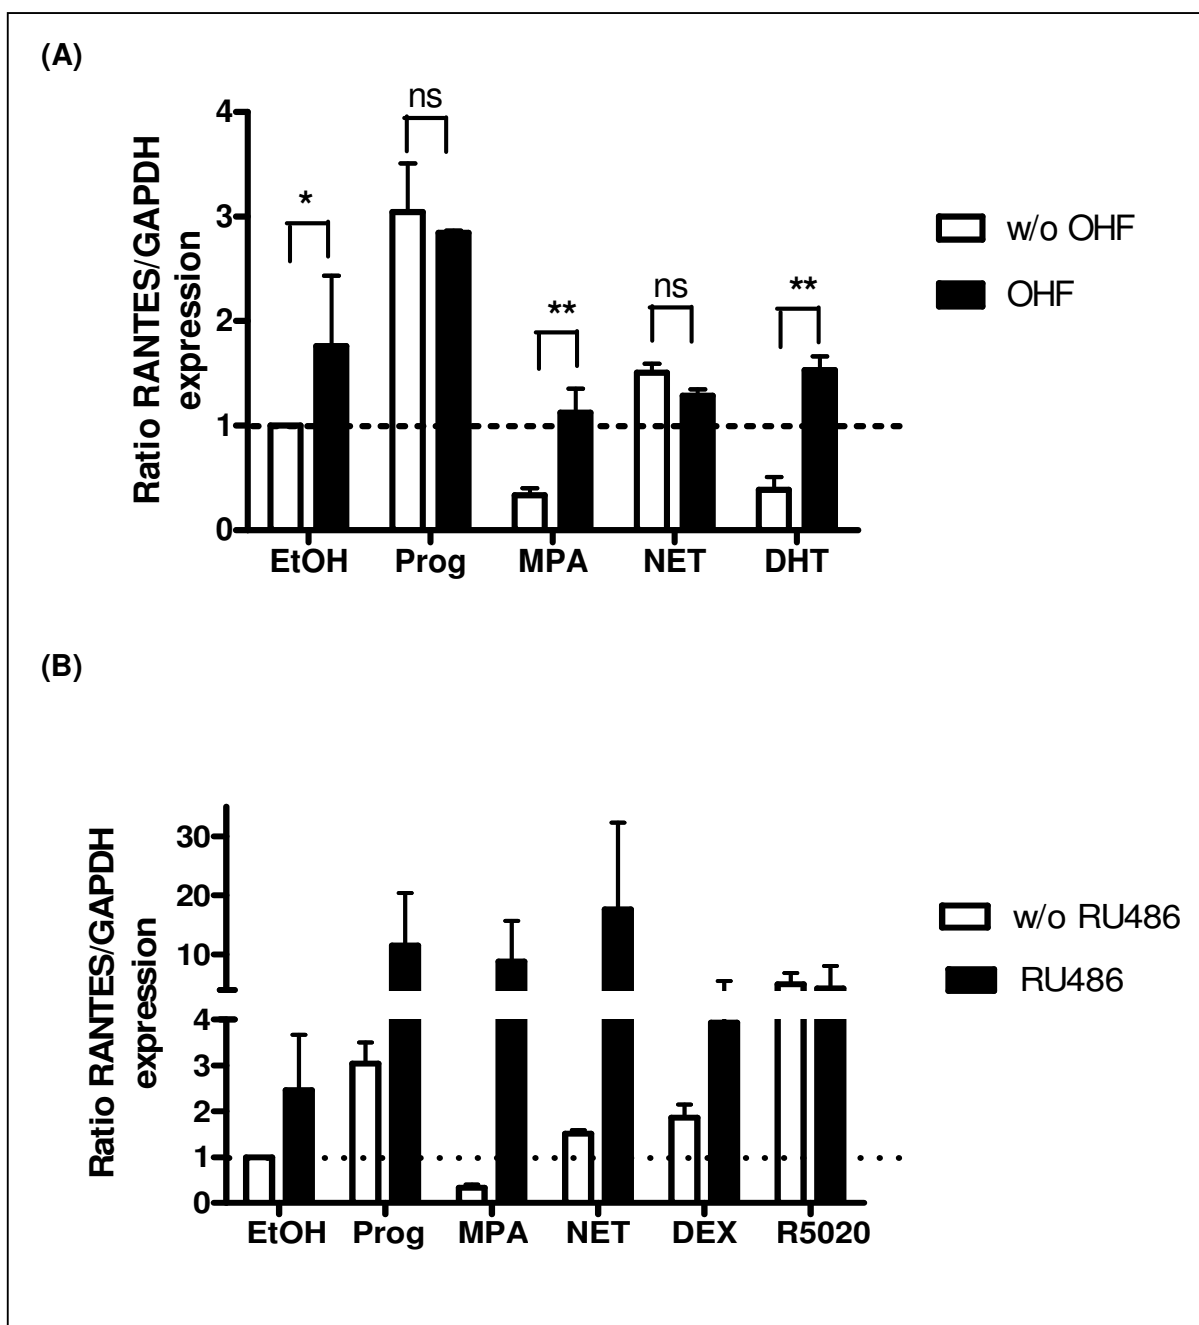 (A)
Ratio RANTES/GAPDH
expression
4
3
2
1
0
*
ns
**
ns
**
EtOH Prog MPA NET DHT
w/o OHF
OHF
(B)
Ratio RANTES/GAPDH
expression
30
20
10
4
3
2
1
0
EtOH Prog MPA NET DEX R5020
w/o RU486
RU486